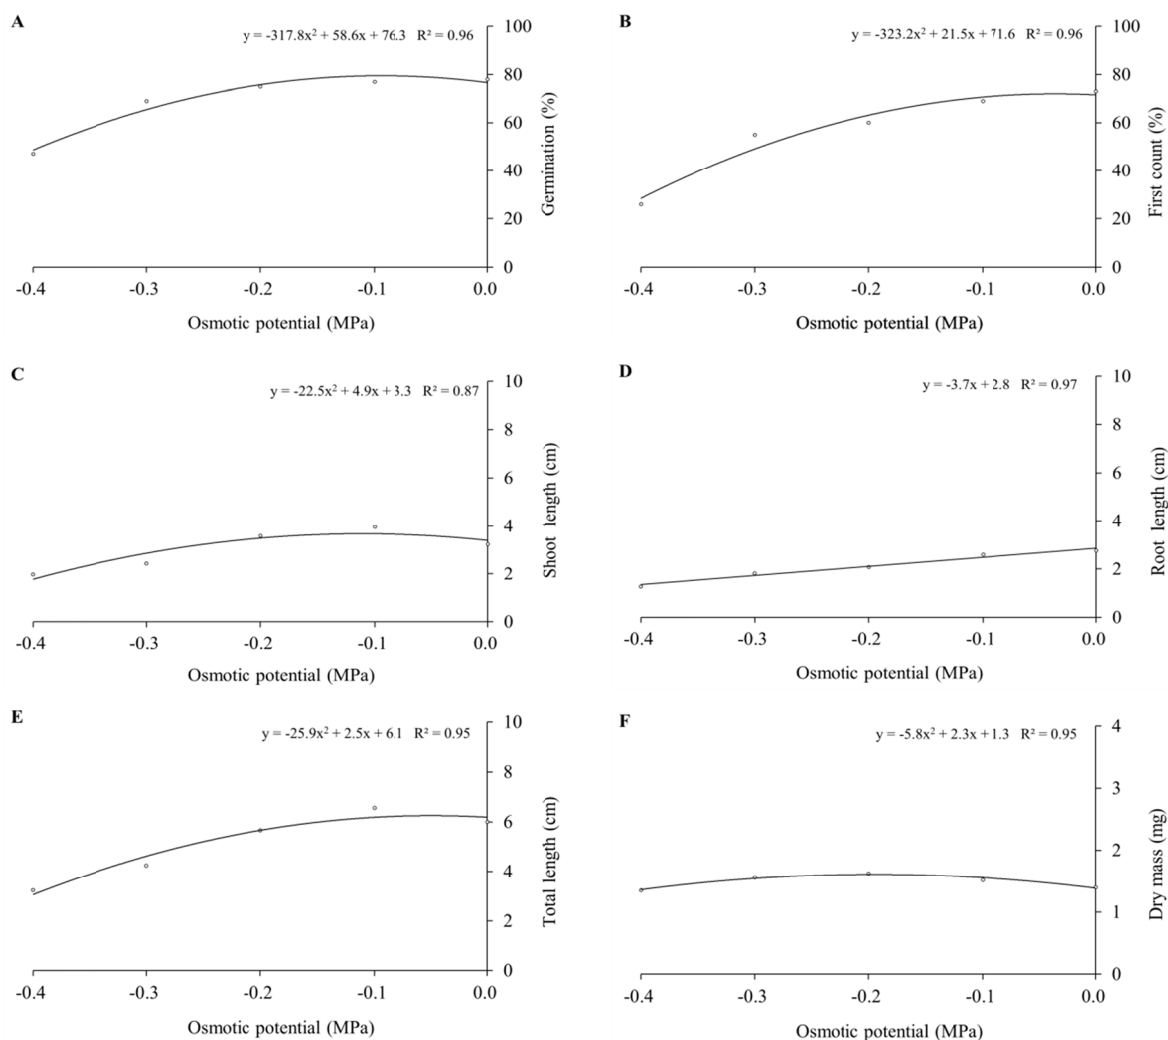 A
y = -317.8x² + 58.6x + 76.3 R² = 0.96
100
80
60
40
20
0
Germination (%)
-0.4 -0.3 -0.2 -0.1 0.0
Osmotic potential (MPa)
B
y = -323.2x² + 21.5x + 71.6 R² = 0.96
100
80
60
40
20
0
First count (%)
-0.4 -0.3 -0.2 -0.1 0.0
Osmotic potential (MPa)
C
y = -22.5x² + 4.9x + 3.3 R² = 0.87
10
8
6
4
2
0
Shoot length (cm)
-0.4 -0.3 -0.2 -0.1 0.0
Osmotic potential (MPa)
D
y = -3.7x + 2.8 R² = 0.97
10
8
6
4
2
0
Root length (cm)
-0.4 -0.3 -0.2 -0.1 0.0
Osmotic potential (MPa)
E
y = -25.9x² + 2.5x + 6.1 R² = 0.95
10
8
6
4
2
0
Total length (cm)
-0.4 -0.3 -0.2 -0.1 0.0
Osmotic potential (MPa)
F
y = -5.8x² + 2.3x + 1.3 R² = 0.95
4
3
2
1
0
Dry mass (mg)
-0.4 -0.3 -0.2 -0.1 0.0
Osmotic potential (MPa)